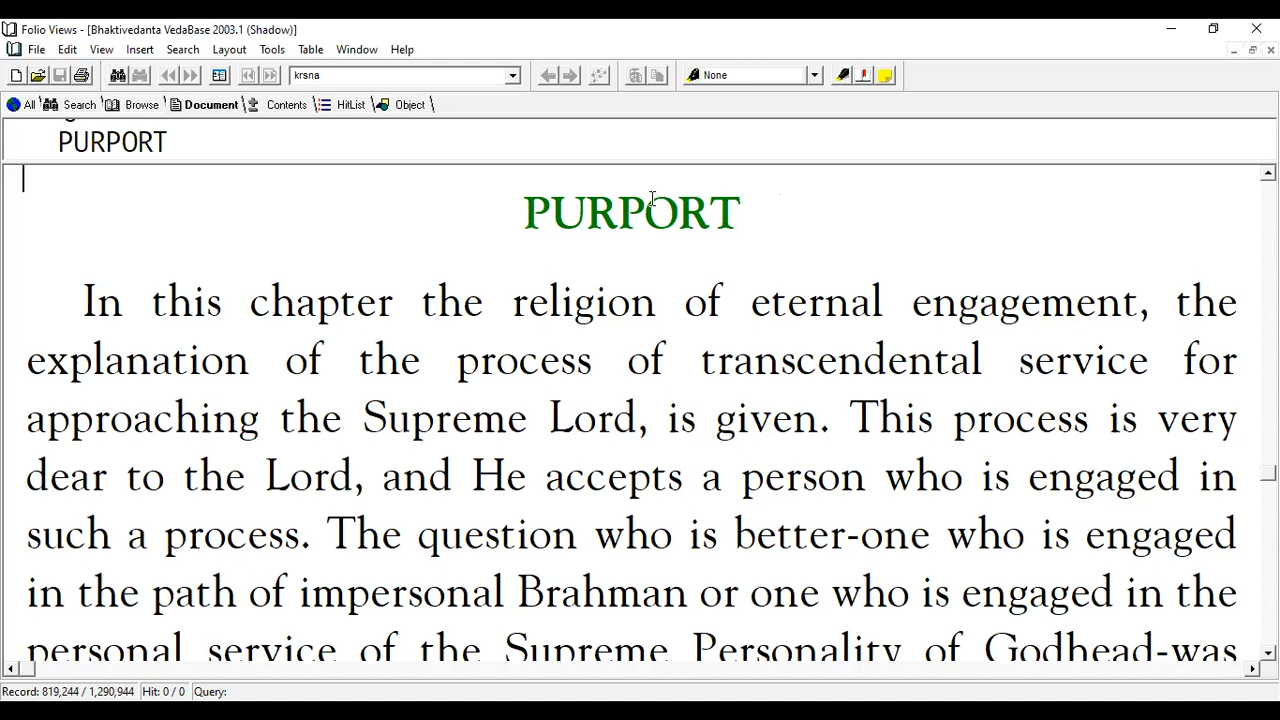 Folio Views - [Bhaktivedanta VedaBase 2003.1 (Shadow)]
File Edit View Insert Search Layout Tools Table Window Help
krsna None
All Search Browse Document Contents HitList Object
PURPORT
PURPORT
In this chapter the religion of eternal engagement, the
explanation of the process of transcendental service for
approaching the Supreme Lord, is given. This process is very
dear to the Lord, and He accepts a person who is engaged in
such a process. The question who is better-one who is engaged
in the path of impersonal Brahman or one who is engaged in the
personal service of the Supreme Personality of Godhead-was
Record: 819,244 / 1,290,944 Hit: 0 / 0 Query: